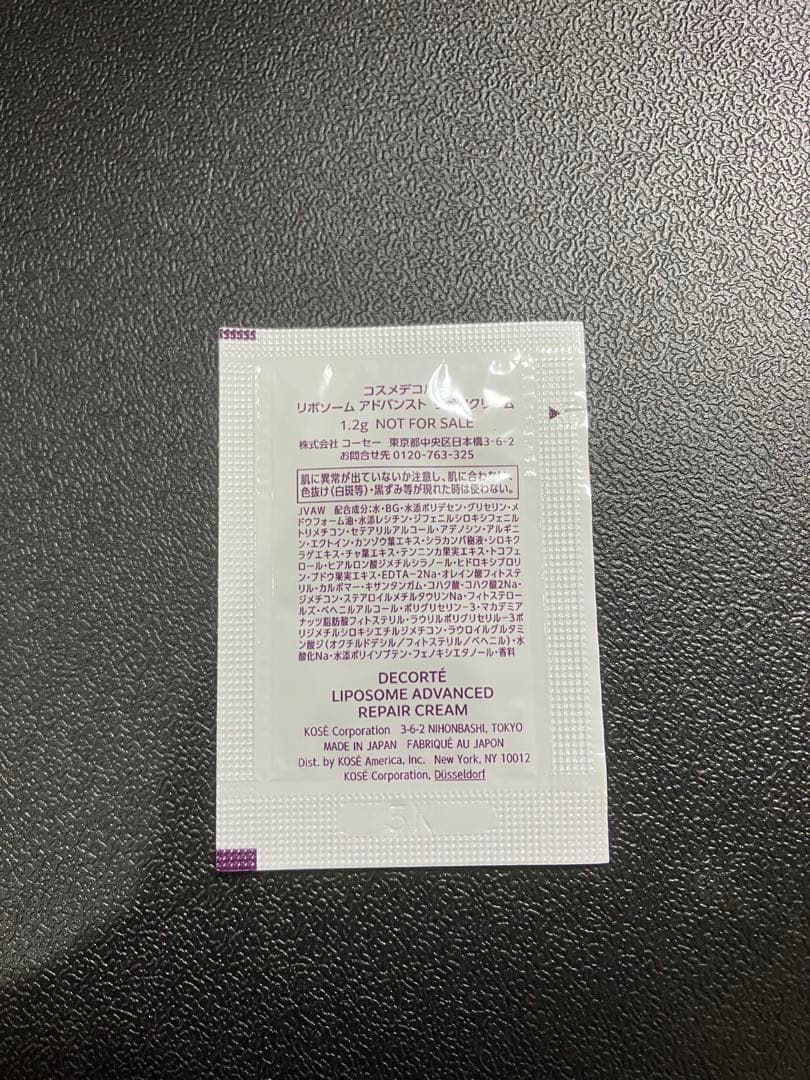 コスメデコ
リポソーム アドバンスト リペアクリーム
1.2g NOT FOR SALE
株式会社 コーセー 東京都中央区日本橋3-6-2
お問合せ先 0120-763-325
肌に異常が出ていないか注意し、肌に合わない、
色抜け(白斑等)・黒ずみ等が現れた時は使わない。
JVAW 配合成分:水・BG・水添ポリデセン・グリセリン・メ
ドウフォーム油・水添レシチン・ジフェニルシロキシフェニル
トリメチコン・セテアリルアルコール・アデノシン・アルギニ
ン・エクトイン・カンゾウ葉エキス・シラカンバ樹液・シロキク
ラゲエキス・チャ葉エキス・テンニンカ果実エキス・トコフェ
ロール・ヒアルロン酸ジメチルシラノール・ヒドロキシプロリ
ン・ブドウ果実エキス・EDTA-2Na・オレイン酸フィトステ
リル・カルボマー・キサンタンガム・コハク酸・コハク酸2Na・
ジメチコン・ステアロイルメチルタウリンNa・フィトステロー
ルズ・ベヘニルアルコール・ポリグリセリン-3・マカデミア
ナッツ脂肪酸フィトステリル・ラウリルポリグリセリル-3ポ
リジメチルシロキシエチルジメチコン・ラウロイルグルタミ
ン酸ジ(オクチルドデシル/フィトステリル/ベヘニル)・水
酸化Na・水添ポリイソブテン・フェノキシエタノール・香料
DECORTÉ
LIPOSOME ADVANCED
REPAIR CREAM
KOSÉ Corporation 3-6-2 NIHONBASHI, TOKYO
MADE IN JAPAN FABRIQUÉ AU JAPON
Dist. by KOSÉ America, Inc. New York, NY 10012
KOSÉ Corporation, Düsseldorf